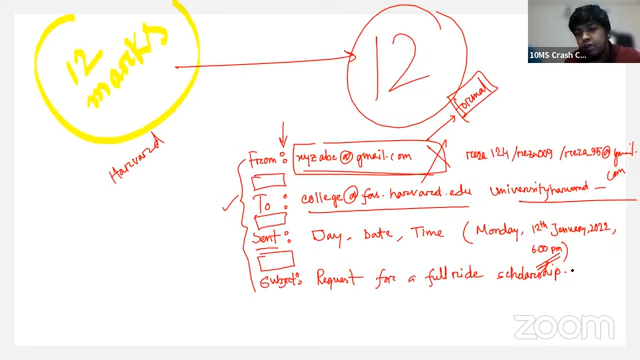 12 marks
12
10MS Crash C...
Formal
Harvard
From: xyzabc@gmail.com reza124/reza009/reza95@gmail.com
To: college@fas.harvard.edu
Sent: Day, Date, Time (Monday, 12th January, 2022, 6:00 pm)
Subject: Request for a full ride scholarship.
zoom